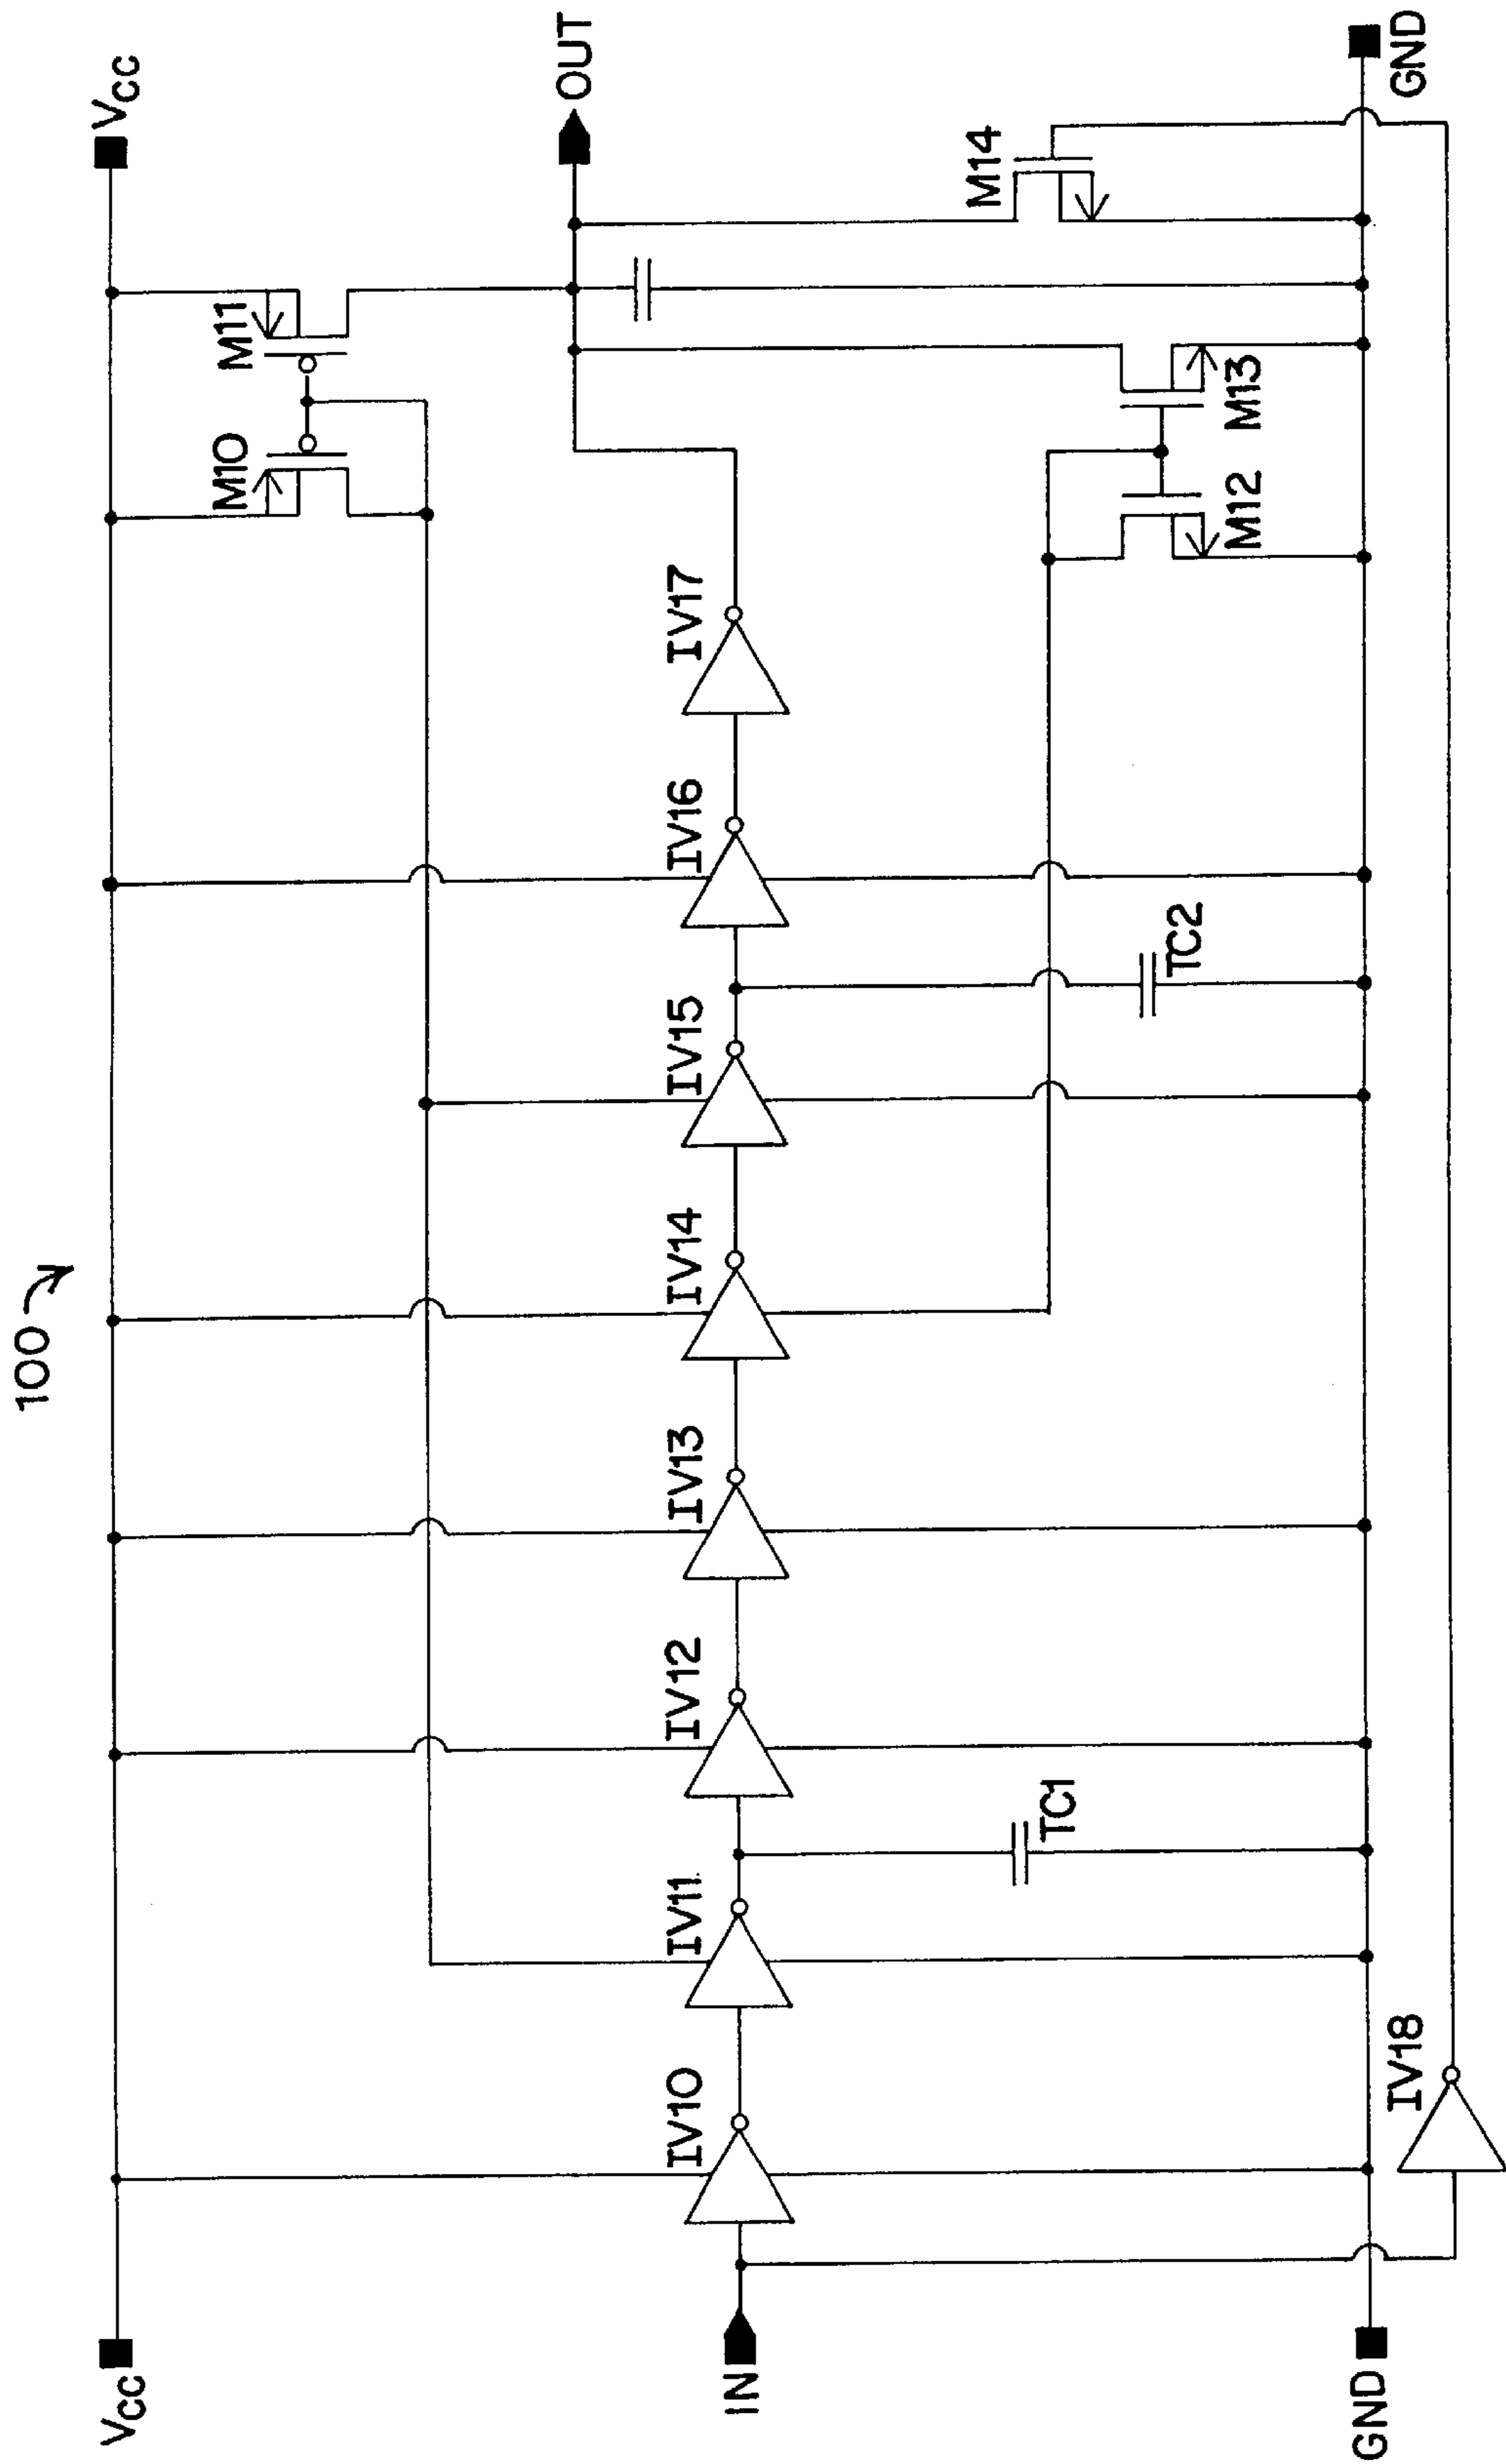 100
VCC
VCC
M10
M11
IN
IV10
IV11
IV12
IV13
IV14
IV15
IV16
IV17
OUT
TC1
TC2
M12
M13
M14
GND
GND
IV18